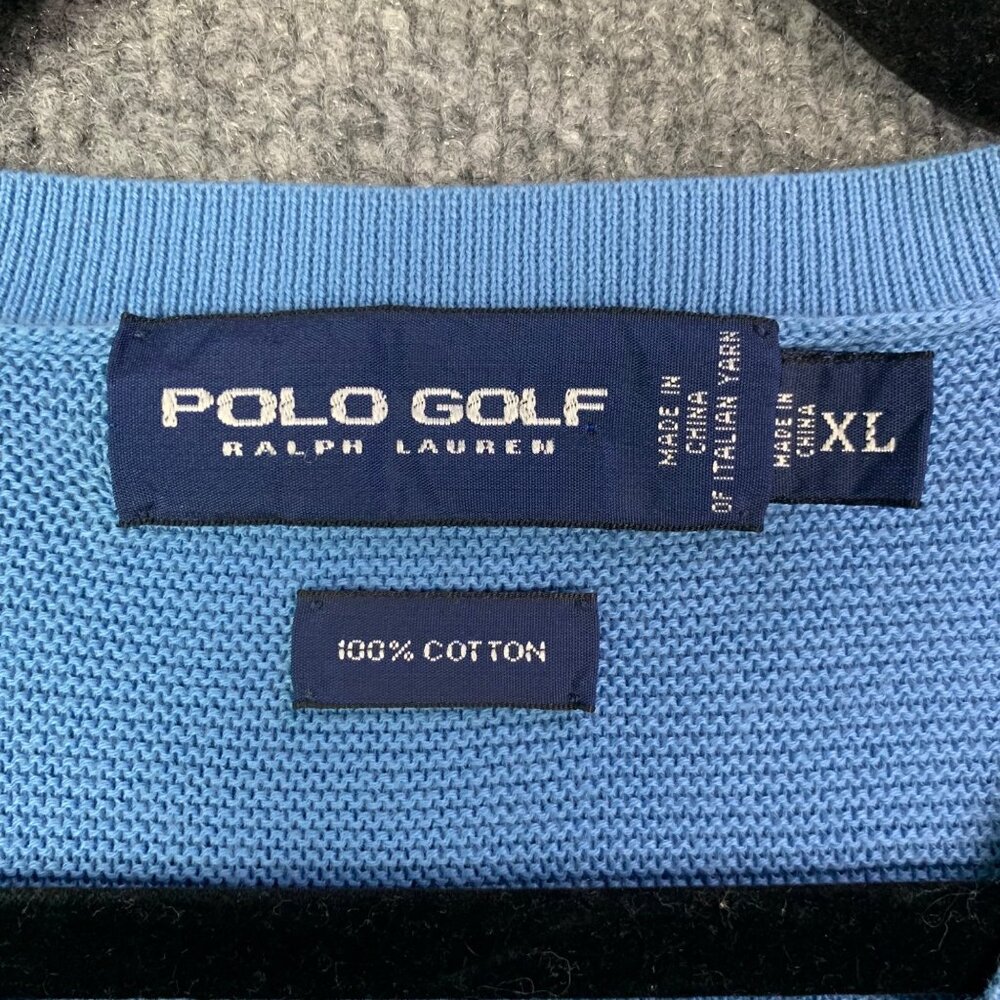 POLO GOLF
RALPH LAUREN
MADE IN
CHINA
OF ITALIAN YARN
MADE IN
CHINA
XL
100% COTTON